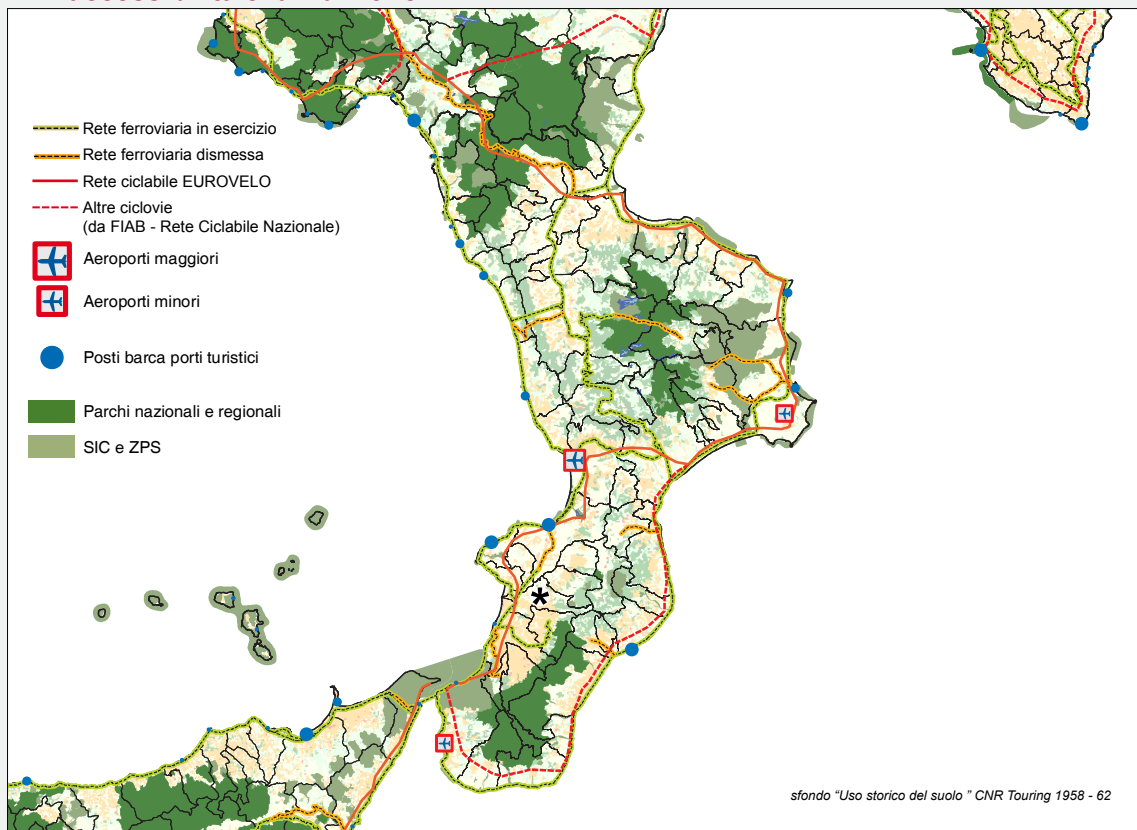 Rete ferroviaria in esercizio
Rete ferroviaria dismessa
Rete ciclabile EUROVELO
Altre ciclovie
(da FIAB - Rete Ciclabile Nazionale)
Aeroporti maggiori
Aeroporti minori
Posti barca porti turistici
Parchi nazionali e regionali
SIC e ZPS
*
sfondo “Uso storico del suolo ” CNR Touring 1958 - 62